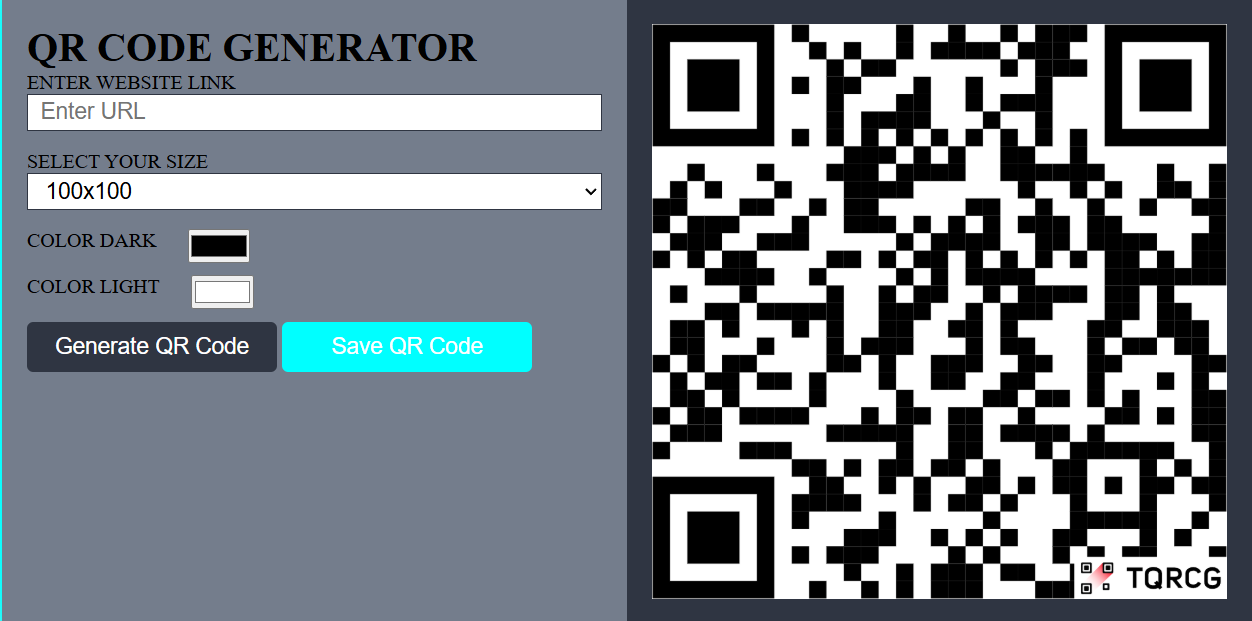 QR CODE GENERATOR
ENTER WEBSITE LINK
Enter URL
SELECT YOUR SIZE
100x100
COLOR DARK
COLOR LIGHT
Generate QR Code
Save QR Code
TQRCG